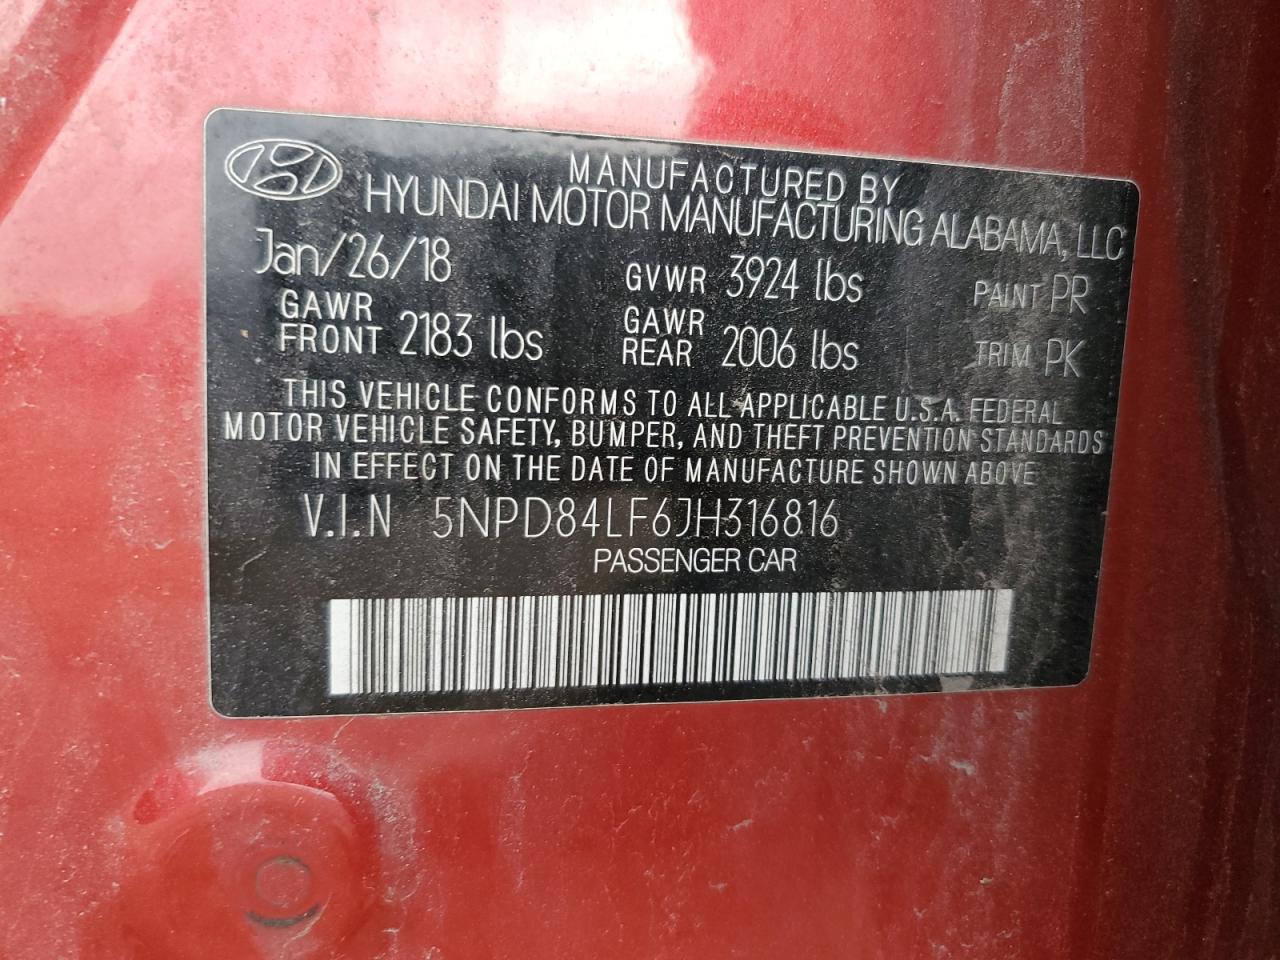 MANUFACTURED BY
HYUNDAI MOTOR MANUFACTURING ALABAMA, LLC
Jan/26/18 GVWR 3924 lbs PAINT PR
GAWR FRONT 2183 lbs GAWR REAR 2006 lbs TRIM PK
THIS VEHICLE CONFORMS TO ALL APPLICABLE U.S.A. FEDERAL
MOTOR VEHICLE SAFETY, BUMPER, AND THEFT PREVENTION STANDARDS
IN EFFECT ON THE DATE OF MANUFACTURE SHOWN ABOVE
V.I.N 5NPD84LF6JH316816
PASSENGER CAR